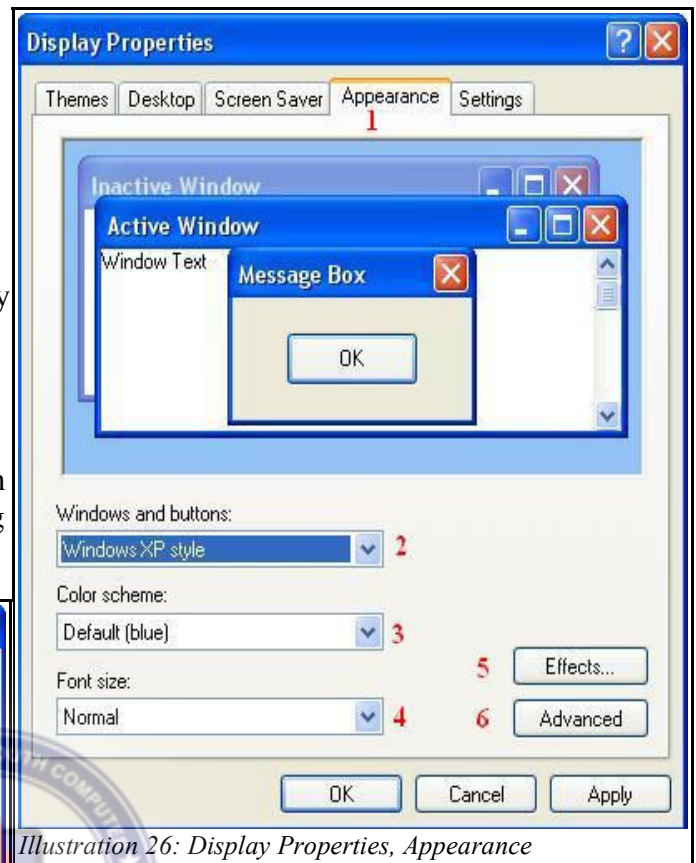 Display Properties
Themes Desktop Screen Saver Appearance Settings
1
Inactive Window
Active Window
Window Text
Message Box
OK
Windows and buttons:
Windows XP style 2
Color scheme:
Default (blue) 3
5 Effects...
Font size:
Normal 4
6 Advanced
OK Cancel Apply
Illustration 26: Display Properties, Appearance